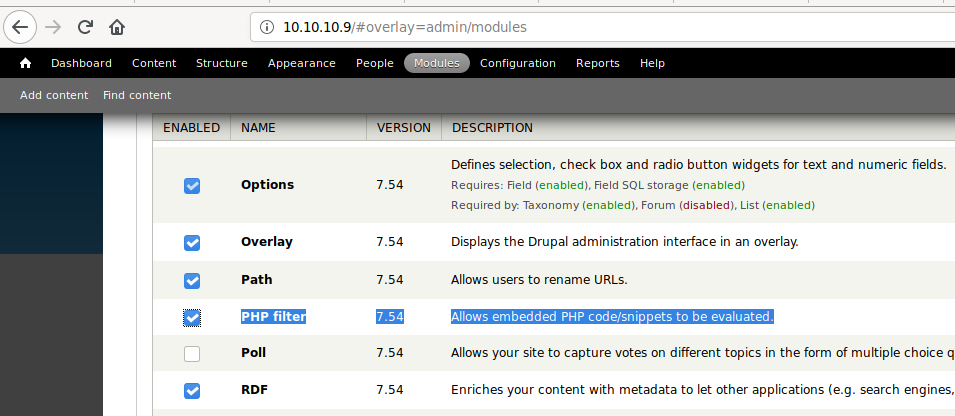 10.10.10.9/#overlay=admin/modules
Dashboard Content Structure Appearance People Modules Configuration Reports Help
Add content Find content
ENABLED NAME VERSION DESCRIPTION
Defines selection, check box and radio button widgets for text and numeric fields.
Options 7.54 Requires: Field (enabled), Field SQL storage (enabled)
Required by: Taxonomy (enabled), Forum (disabled), List (enabled)
Overlay 7.54 Displays the Drupal administration interface in an overlay.
Path 7.54 Allows users to rename URLs.
PHP filter 7.54 Allows embedded PHP code/snippets to be evaluated.
Poll 7.54 Allows your site to capture votes on different topics in the form of multiple choice q
RDF 7.54 Enriches your content with metadata to let other applications (e.g. search engines,